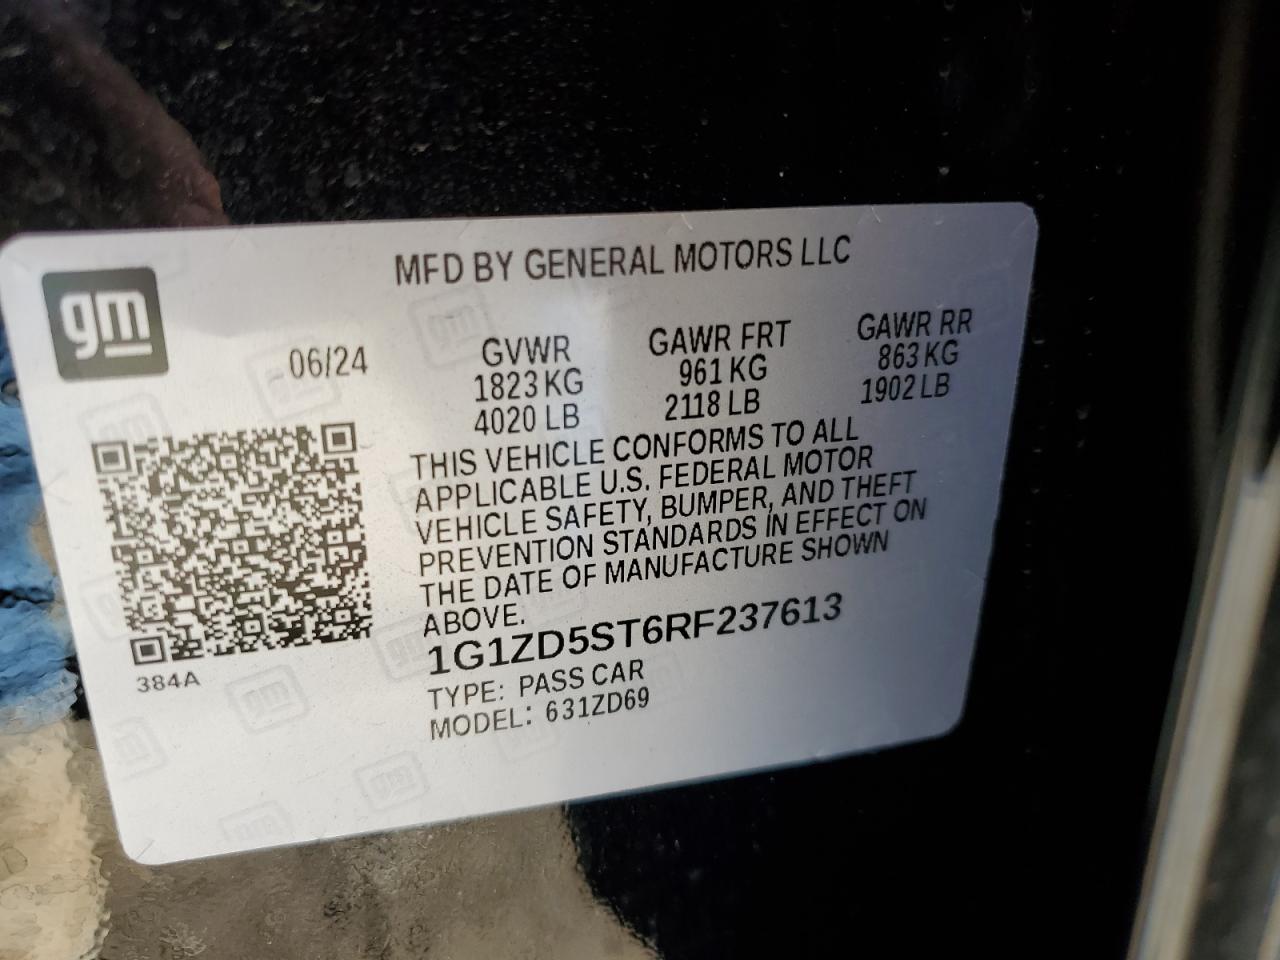 MFD BY GENERAL MOTORS LLC
gm
06/24
GVWR GAWR FRT GAWR RR
1823 KG 961 KG 863 KG
4020 LB 2118 LB 1902 LB
THIS VEHICLE CONFORMS TO ALL
APPLICABLE U.S. FEDERAL MOTOR
VEHICLE SAFETY, BUMPER, AND THEFT
PREVENTION STANDARDS IN EFFECT ON
THE DATE OF MANUFACTURE SHOWN
ABOVE.
1G1ZD5ST6RF237613
384A
TYPE: PASS CAR
MODEL: 631ZD69